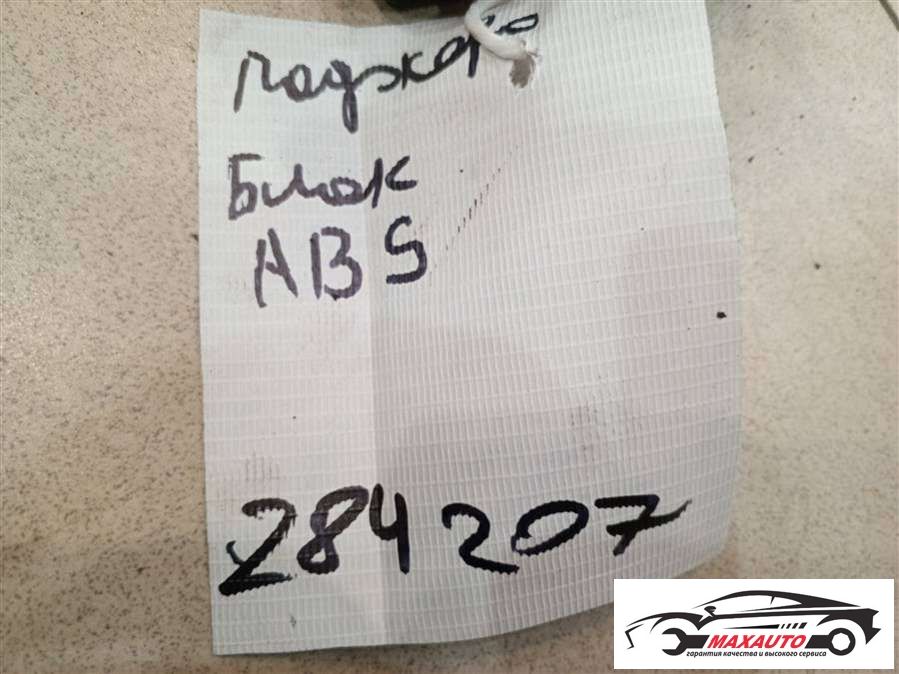 Паджеро
Блок
ABS
284207
MAXAUTO
гарантия качества и высокого сервиса